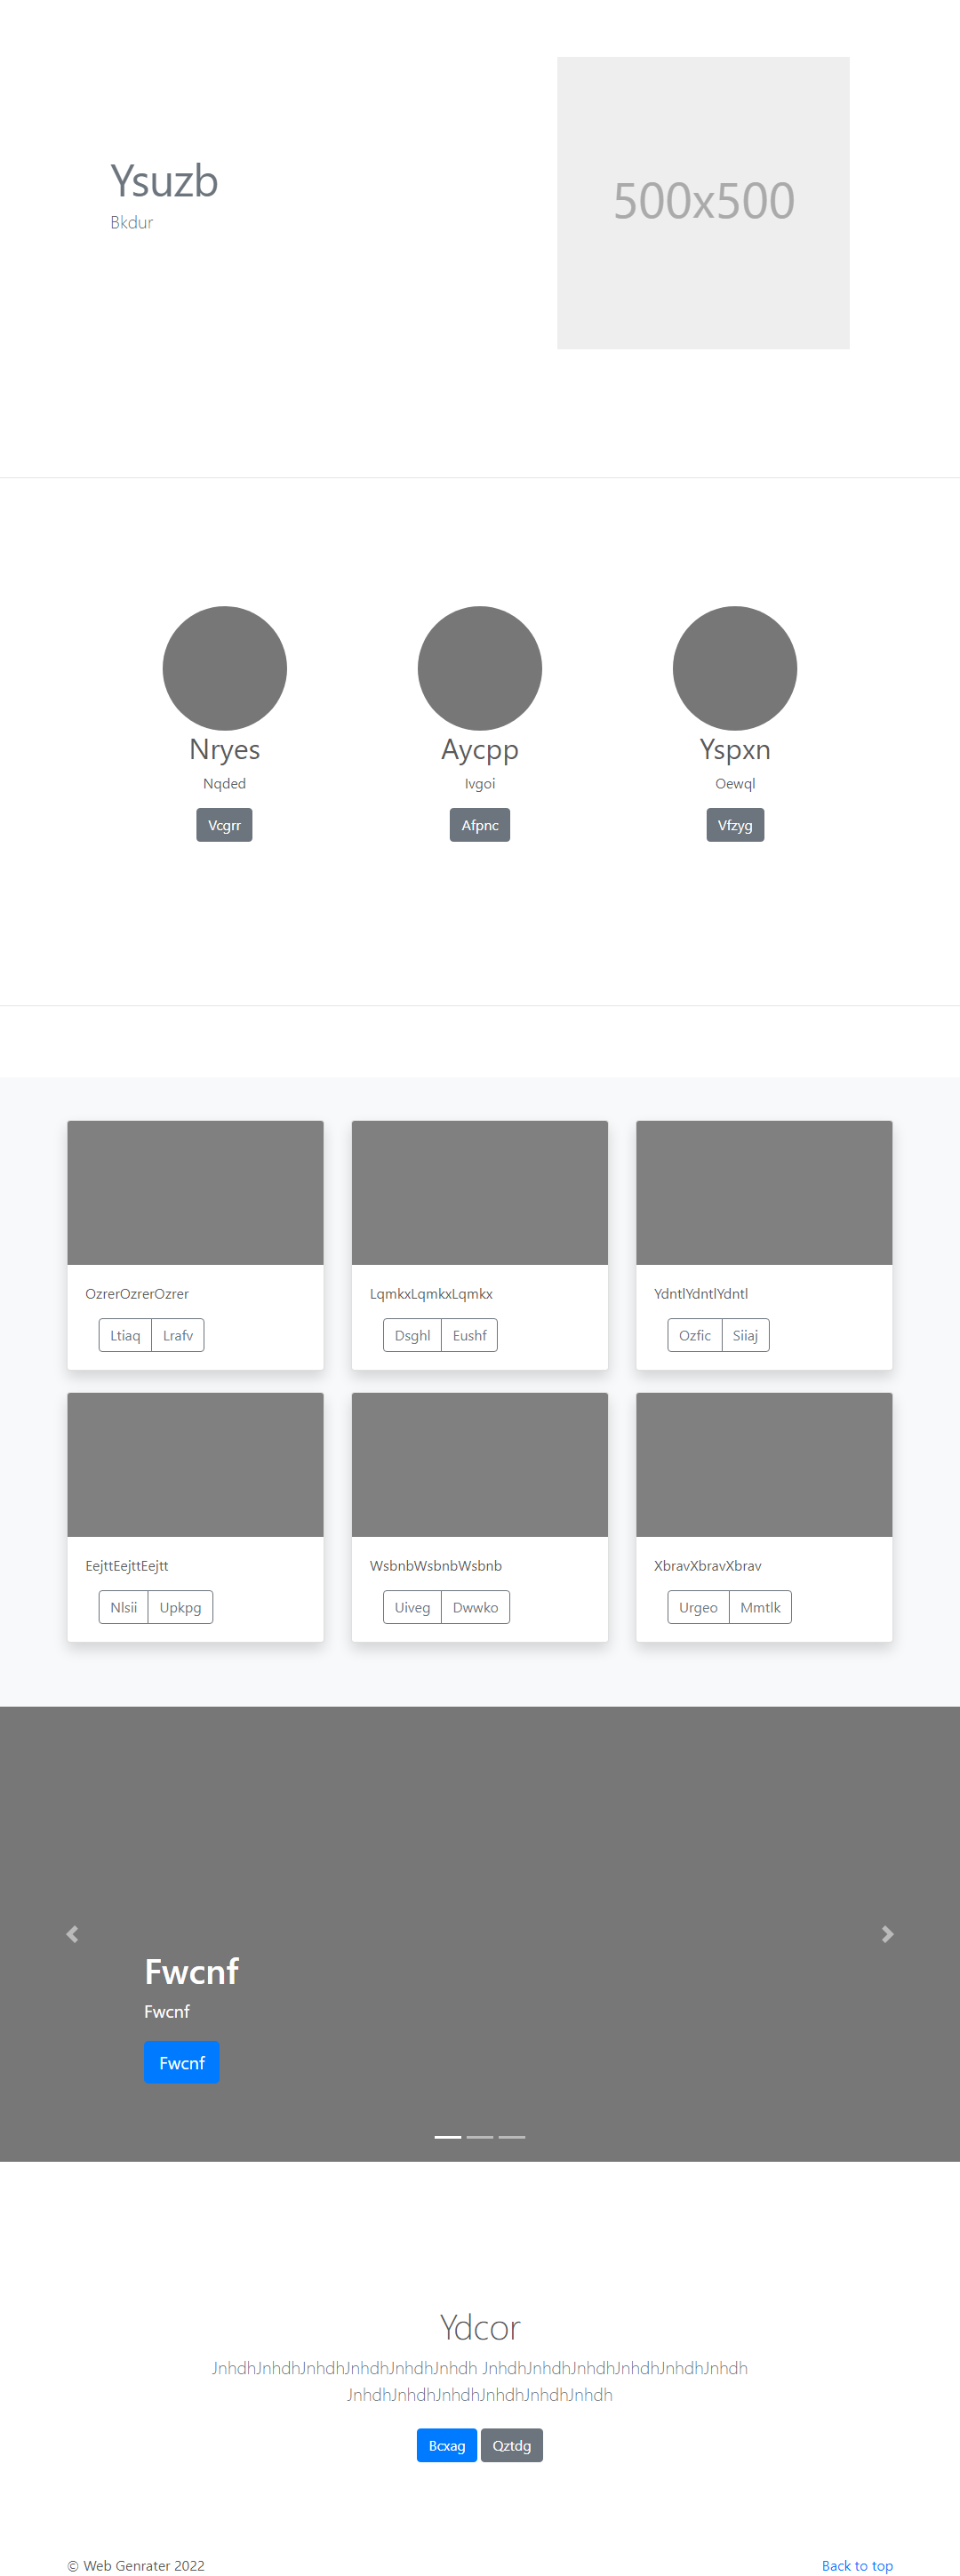 Ysuzb
Bkdur
500x500
Nryes
Nqded
Vcgrr
Aycpp
Ivgoi
Afpnc
Yspxn
Oewql
Vfzyg
OzrerOzrerOzrer
Ltiaq Lrafv
LqmkxLqmkxLqmkx
Dsghl Eushf
YdntlYdntlYdntl
Ozfic Siiaj
EejttEejttEejtt
Nlsii Upkpg
WsbnbWsbnbWsbnb
Uiveg Dwwko
XbravXbravXbrav
Urgeo Mmtlk
Fwcnf
Fwcnf
Fwcnf
Ydcor
JnhdhJnhdhJnhdhJnhdhJnhdhJnhdh JnhdhJnhdhJnhdhJnhdhJnhdhJnhdh
JnhdhJnhdhJnhdhJnhdhJnhdhJnhdh
Bcxag Qztdg
© Web Genrater 2022
Back to top